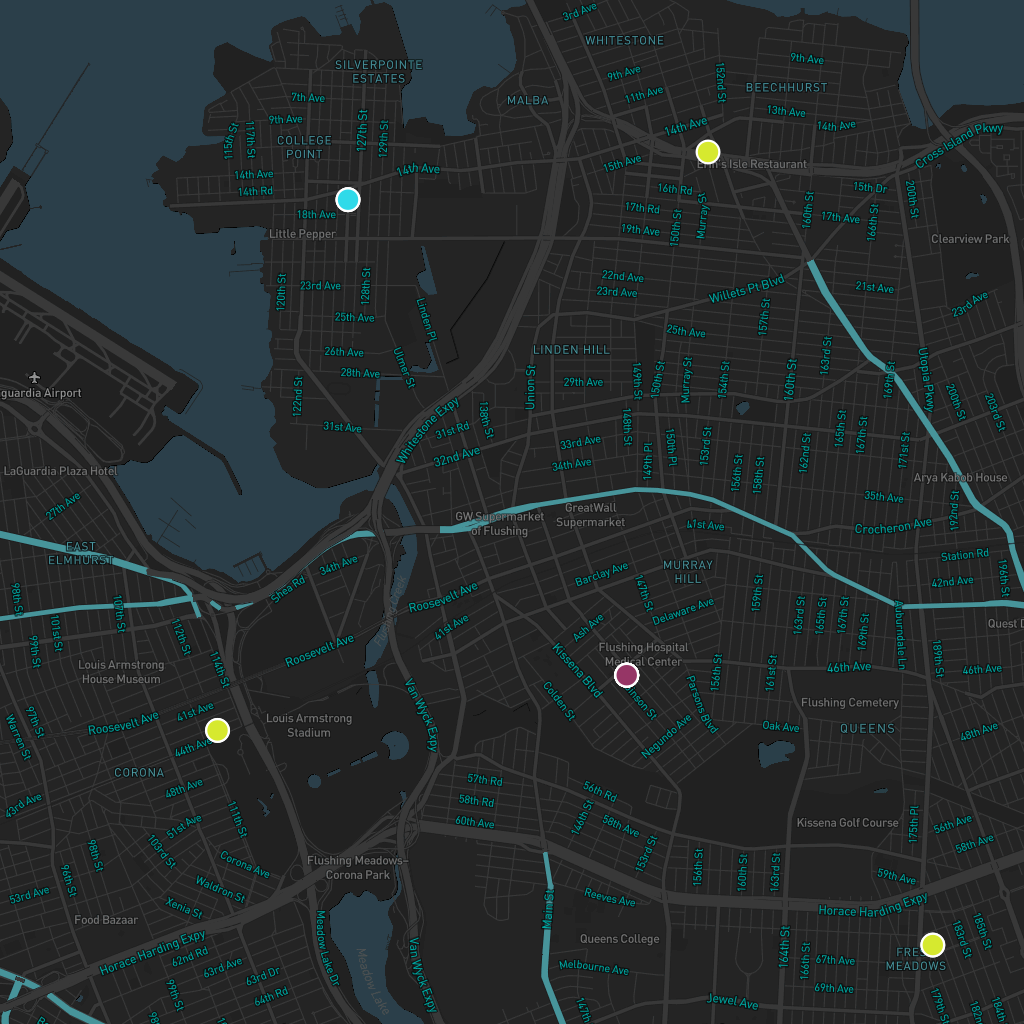 3rd Ave
WHITESTONE
SILVERPOINTE
ESTATES
9th Ave
9th Ave
152nd St
BEECHHURST
7th Ave
11th Ave
MALBA
13th Ave
9th Ave
14th Ave
14th Ave
115th St
117th St
127th St
129th St
COLLEGE
POINT
Cross Island Pkwy
15th Ave
Erin's Isle Restaurant
14th Ave
14th Ave
14th Rd
16th Rd
15th Dr
200th St
18th Ave
17th Rd
150th St
Murray St
160th St
17th Ave
166th St
Little Pepper
19th Ave
Clearview Park
120th St
23rd Ave
128th St
22nd Ave
23rd Ave
Willets Pt Blvd
21st Ave
23rd Ave
25th Ave
Linden Pl
25th Ave
157th St
163rd St
LINDEN HILL
26th Ave
28th Ave
Ulmer St
Utopia Pkwy
169th St
Laguardia Airport
122nd St
Union St
29th Ave
146th St
150th St
Murray St
154th St
160th St
200th St
203rd St
31st Ave
Whitestone Expy
31st Rd
138th St
148th St
33rd Ave
149th Pl
150th Pl
153rd St
162nd St
165th St
167th St
171st St
32nd Ave
34th Ave
156th St
158th St
LaGuardia Plaza Hotel
Arya Kabob House
27th Ave
35th Ave
192nd St
GW Supermarket
of Flushing
GreatWall
Supermarket
41st Ave
Crocheron Ave
EAST
ELMHURST
34th Ave
Station Rd
MURRAY
HILL
Barclay Ave
42nd Ave
196th St
98th St
107th St
Shea Rd
Roosevelt Ave
147th St
159th St
163rd St
165th St
167th St
169th St
Auburndale Ln
99th St
101st St
112th St
41st Ave
Ash Ave
Delaware Ave
Roosevelt Ave
Flushing Hospital
Medical Center
189th St
Louis Armstrong
House Museum
114th St
Kissena Blvd
156th St
161st St
46th Ave
46th Ave
Colden St
Parsons Blvd
Flushing Cemetery
97th St
Warren St
Roosevelt Ave
41st Ave
Louis Armstrong
Stadium
Van Wyck Expy
Negundo Ave
Oak Ave
QUEENS
48th Ave
44th Ave
CORONA
48th Ave
57th Rd
56th Rd
43rd Ave
58th Rd
60th Ave
146th St
58th Ave
111th St
51st Ave
Kissena Golf Course
175th Pl
56th Ave
58th Ave
98th St
103rd St
Corona Ave
Flushing Meadows–
Corona Park
153rd St
156th St
160th St
163rd St
96th St
53rd Ave
Waldron St
59th Ave
Xenia St
Main St
Reeves Ave
Horace Harding Expy
Food Bazaar
Horace Harding Expy
Meadow Lake Dr
Van Wyck Expy
Queens College
164th St
166th St
183rd St
185th St
62nd Rd
63rd Ave
63rd Dr
64th Rd
Meadow Lake
Melbourne Ave
67th Ave
FRESH
MEADOWS
99th St
147th St
69th Ave
Jewel Ave
179th St
182nd
184th St